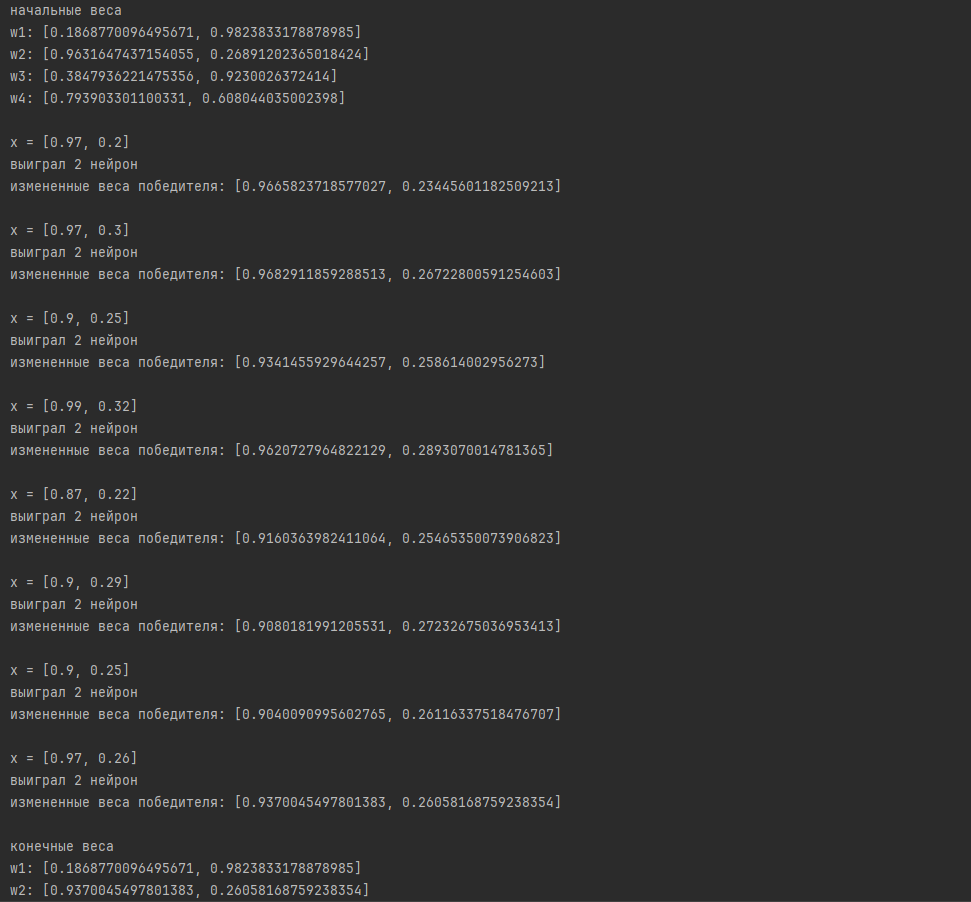 начальные веса
w1: [0.1868770096495671, 0.9823833178878985]
w2: [0.9631647437154055, 0.26891202365018424]
w3: [0.3847936221475356, 0.9230026372414]
w4: [0.793903301100331, 0.608044035002398]
x = [0.97, 0.2]
выиграл 2 нейрон
измененные веса победителя: [0.9665823718577027, 0.23445601182509213]
x = [0.97, 0.3]
выиграл 2 нейрон
измененные веса победителя: [0.9682911859288513, 0.26722800591254603]
x = [0.9, 0.25]
выиграл 2 нейрон
измененные веса победителя: [0.9341455929644257, 0.258614002956273]
x = [0.99, 0.32]
выиграл 2 нейрон
измененные веса победителя: [0.9620727964822129, 0.2893070014781365]
x = [0.87, 0.22]
выиграл 2 нейрон
измененные веса победителя: [0.9160363982411064, 0.25465350073906823]
x = [0.9, 0.29]
выиграл 2 нейрон
измененные веса победителя: [0.9080181991205531, 0.27232675036953413]
x = [0.9, 0.25]
выиграл 2 нейрон
измененные веса победителя: [0.9040090995602765, 0.26116337518476707]
x = [0.97, 0.26]
выиграл 2 нейрон
измененные веса победителя: [0.9370045497801383, 0.26058168759238354]
конечные веса
w1: [0.1868770096495671, 0.9823833178878985]
w2: [0.9370045497801383, 0.26058168759238354]